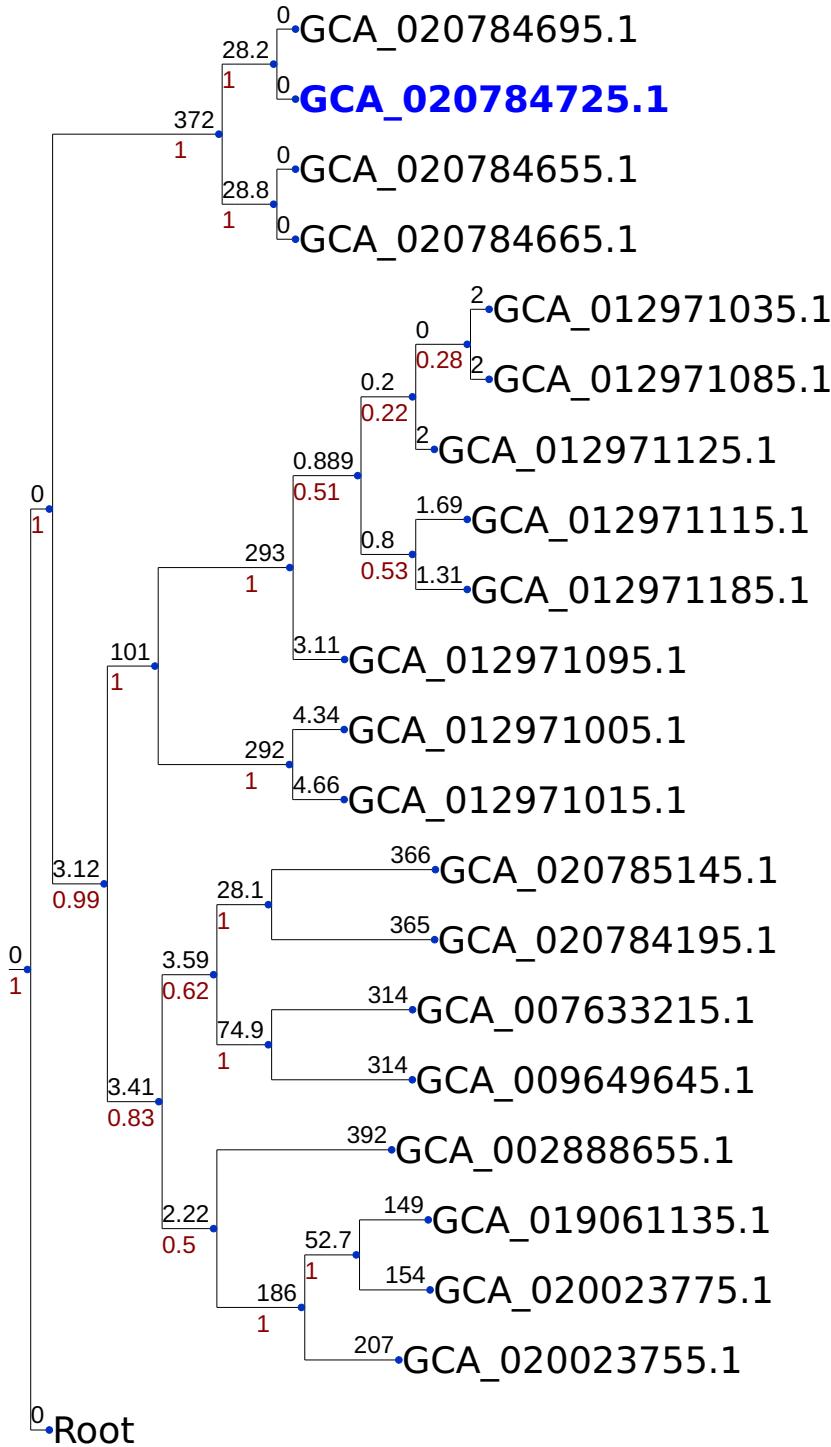 0
GCA_020784695.1
28.2
1
0
GCA_020784725.1
372
1
0
GCA_020784655.1
28.8
1
0
GCA_020784665.1
2
GCA_012971035.1
0
0.28
2
GCA_012971085.1
0.2
0.22
2
GCA_012971125.1
0.889
0.51
1.69
GCA_012971115.1
0
1
0.8
0.53
293
1
1.31
GCA_012971185.1
101
1
3.11
GCA_012971095.1
4.34
GCA_012971005.1
292
1
4.66
GCA_012971015.1
3.12
0.99
366
GCA_020785145.1
28.1
1
365
GCA_020784195.1
0
1
3.59
0.62
314
GCA_007633215.1
74.9
1
314
GCA_009649645.1
3.41
0.83
392
GCA_002888655.1
2.22
0.5
149
GCA_019061135.1
52.7
1
154
GCA_020023775.1
186
1
207
GCA_020023755.1
0
Root